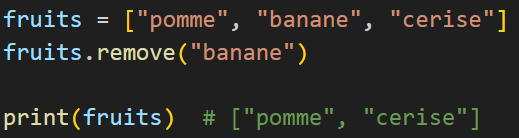 fruits = ["pomme", "banane", "cerise"]
fruits.remove("banane")
print(fruits)  # ["pomme", "cerise"]